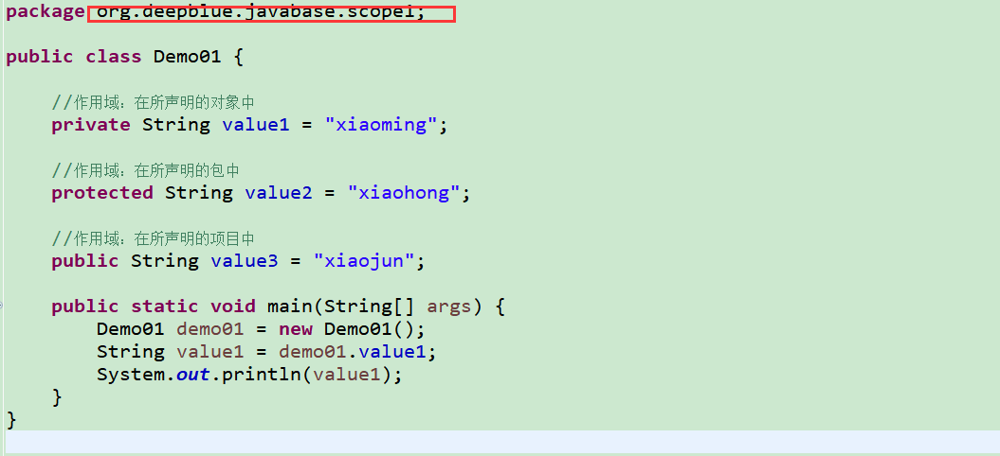 package org.deepblue.javabase.scope1;
public class Demo01 {
//作用域：在所声明的对象中
private String value1 = "xiaoming";
//作用域：在所声明的包中
protected String value2 = "xiaohong";
//作用域：在所声明的项目中
public String value3 = "xiaojun";
public static void main(String[] args) {
Demo01 demo01 = new Demo01();
String value1 = demo01.value1;
System.out.println(value1);
}
}